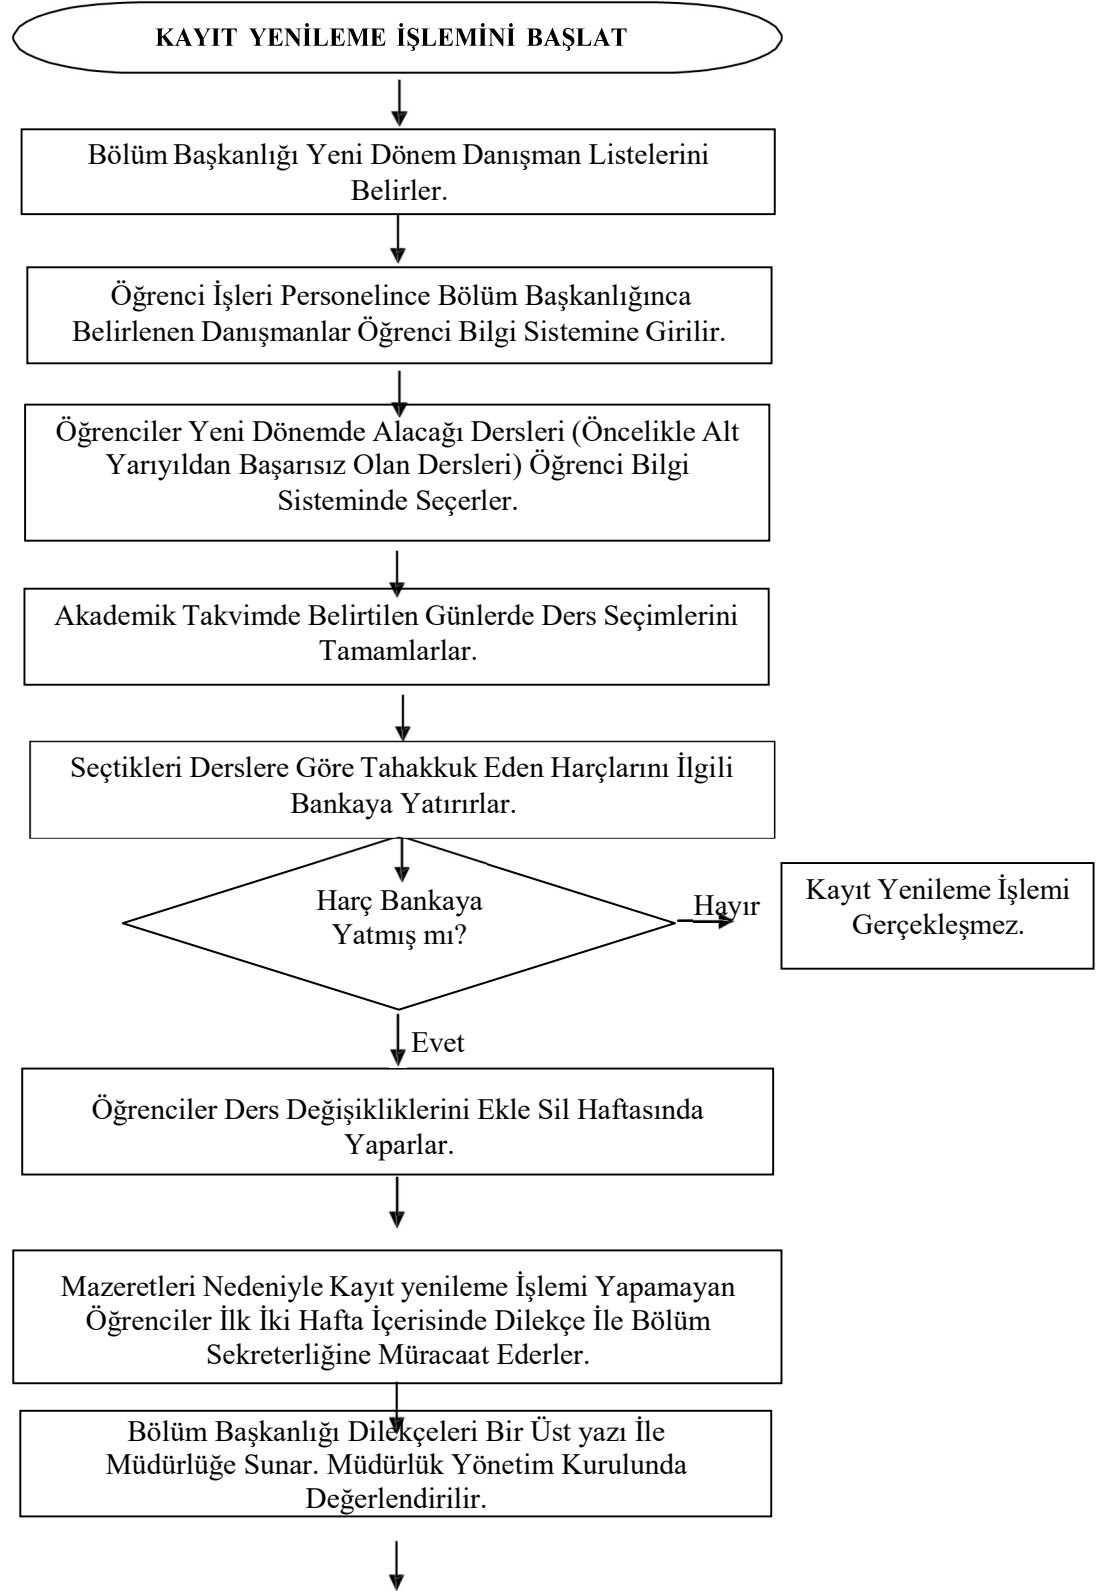 KAYIT YENİLEME İŞLEMİNİ BAŞLAT
Bölüm Başkanlığı Yeni Dönem Danışman Listelerini
Belirler.
Öğrenci İşleri Personelince Bölüm Başkanlığınca
Belirlenen Danışmanlar Öğrenci Bilgi Sistemine Girilir.
Öğrenciler Yeni Dönemde Alacağı Dersleri (Öncelikle Alt
Yarıyıldan Başarısız Olan Dersleri) Öğrenci Bilgi
Sisteminde Seçerler.
Akademik Takvimde Belirtilen Günlerde Ders Seçimlerini
Tamamlarlar.
Seçtikleri Derslere Göre Tahakkuk Eden Harçlarını İlgili
Bankaya Yatırırlar.
Harç Bankaya
Yatmış mı?
Hayır
Kayıt Yenileme İşlemi
Gerçekleşmez.
Evet
Öğrenciler Ders Değişikliklerini Ekle Sil Haftasında
Yaparlar.
Mazeretleri Nedeniyle Kayıt yenileme İşlemi Yapamayan
Öğrenciler İlk İki Hafta İçerisinde Dilekçe İle Bölüm
Sekreterliğine Müracaat Ederler.
Bölüm Başkanlığı Dilekçeleri Bir Üst yazı İle
Müdürlüğe Sunar. Müdürlük Yönetim Kurulunda
Değerlendirilir.